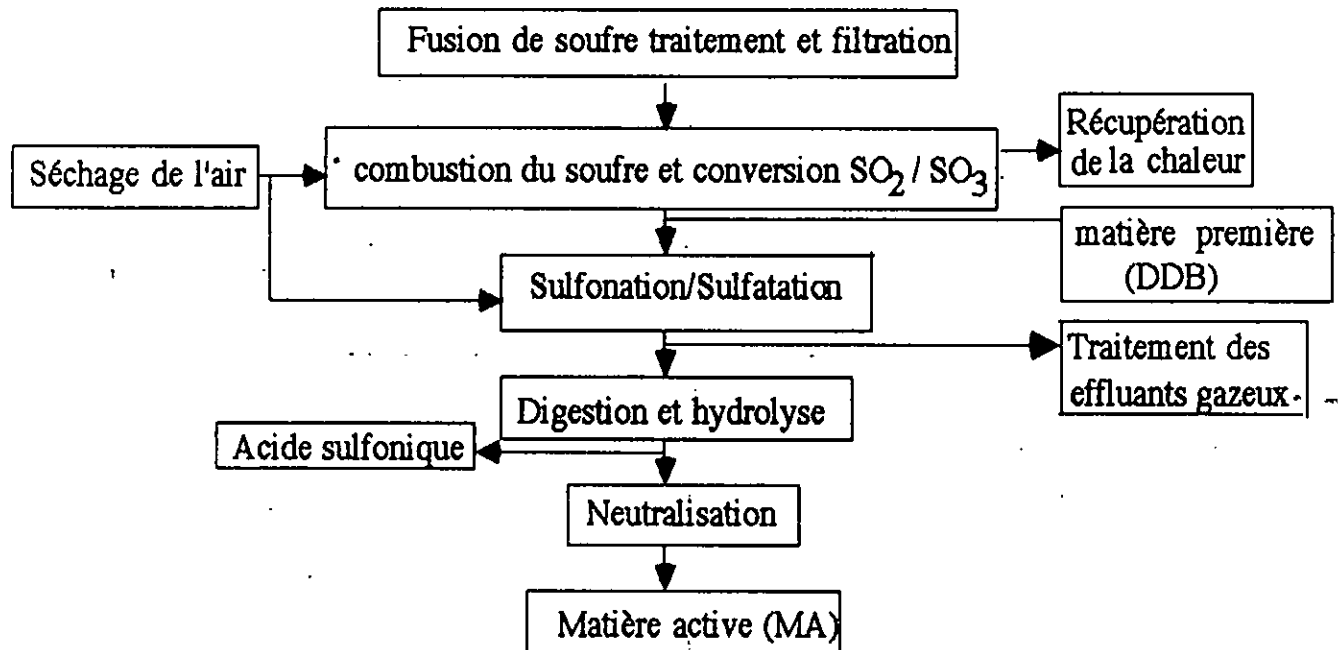 Fusion de soufre traitement et filtration
Récupération
de la chaleur
Séchage de l'air
combustion du soufre et conversion SO₂ / SO₃
matière première
(DDB)
Sulfonation/Sulfatation
Traitement des
effluants gazeux
Digestion et hydrolyse
Acide sulfonique
Neutralisation
Matière active (MA)